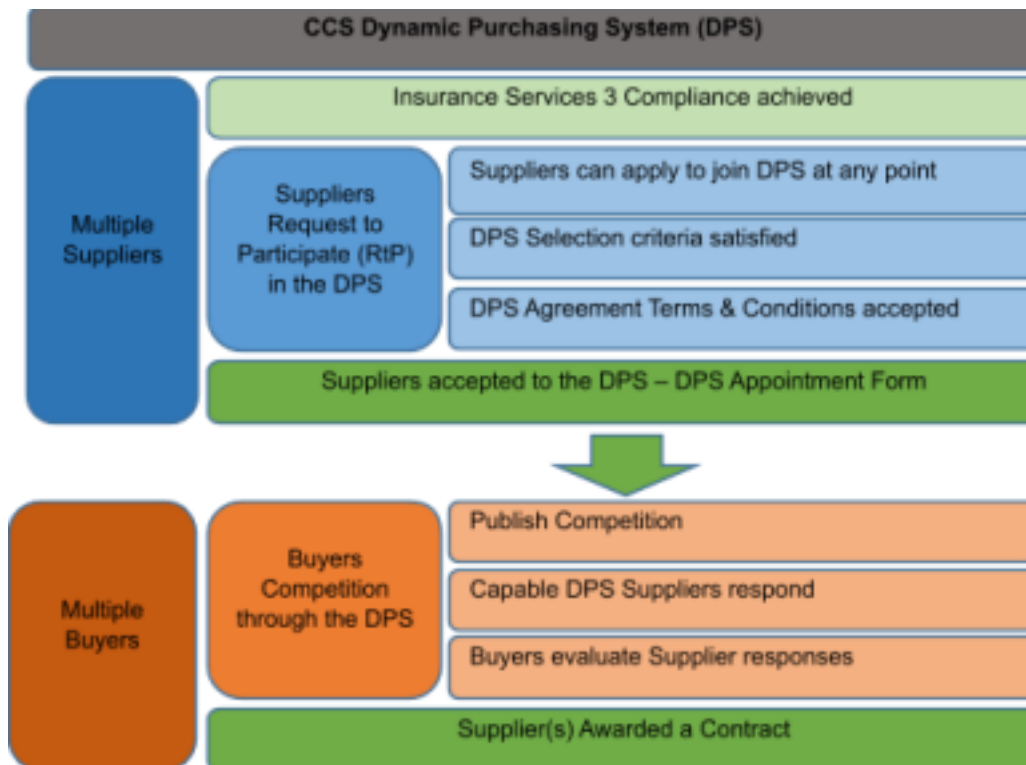 CCS Dynamic Purchasing System (DPS)
Insurance Services 3 Compliance achieved
Multiple
Suppliers
Suppliers
Request to
Participate (RtP)
in the DPS
Suppliers can apply to join DPS at any point
DPS Selection criteria satisfied
DPS Agreement Terms & Conditions accepted
Suppliers accepted to the DPS – DPS Appointment Form
Multiple
Buyers
Buyers
Competition
through the DPS
Publish Competition
Capable DPS Suppliers respond
Buyers evaluate Supplier responses
Supplier(s) Awarded a Contract